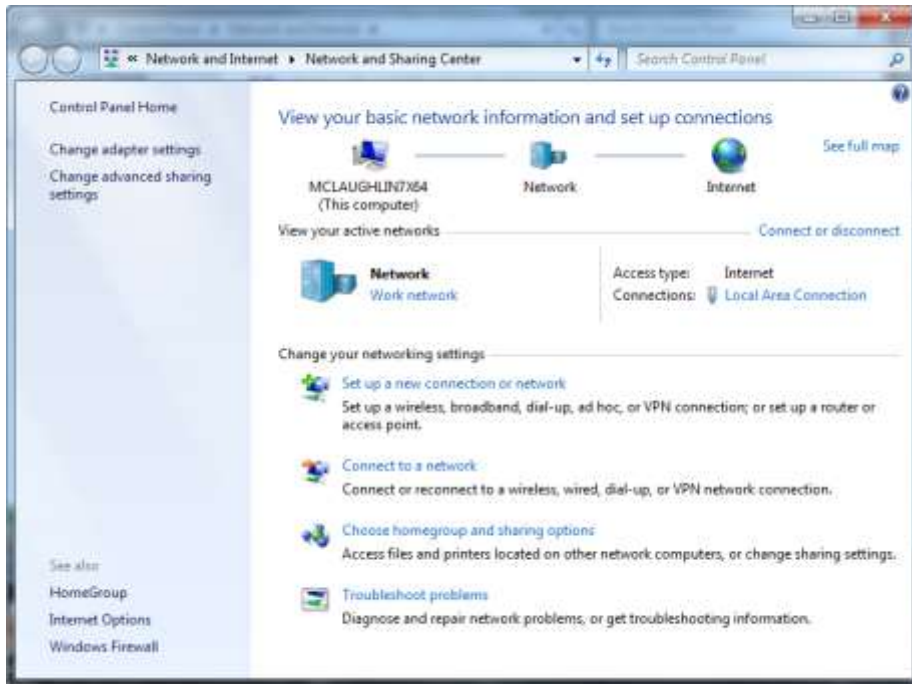 « Network and Internet ▸ Network and Sharing Center
Search Control Panel
Control Panel Home
Change adapter settings
Change advanced sharing
settings
See also
HomeGroup
Internet Options
Windows Firewall
View your basic network information and set up connections
See full map
MCLAUGHLIN7X64
(This computer)
Network
Internet
View your active networks
Connect or disconnect
Network
Work network
Access type: Internet
Connections: Local Area Connection
Change your networking settings
Set up a new connection or network
Set up a wireless, broadband, dial-up, ad hoc, or VPN connection; or set up a router or
access point.
Connect to a network
Connect or reconnect to a wireless, wired, dial-up, or VPN network connection.
Choose homegroup and sharing options
Access files and printers located on other network computers, or change sharing settings.
Troubleshoot problems
Diagnose and repair network problems, or get troubleshooting information.